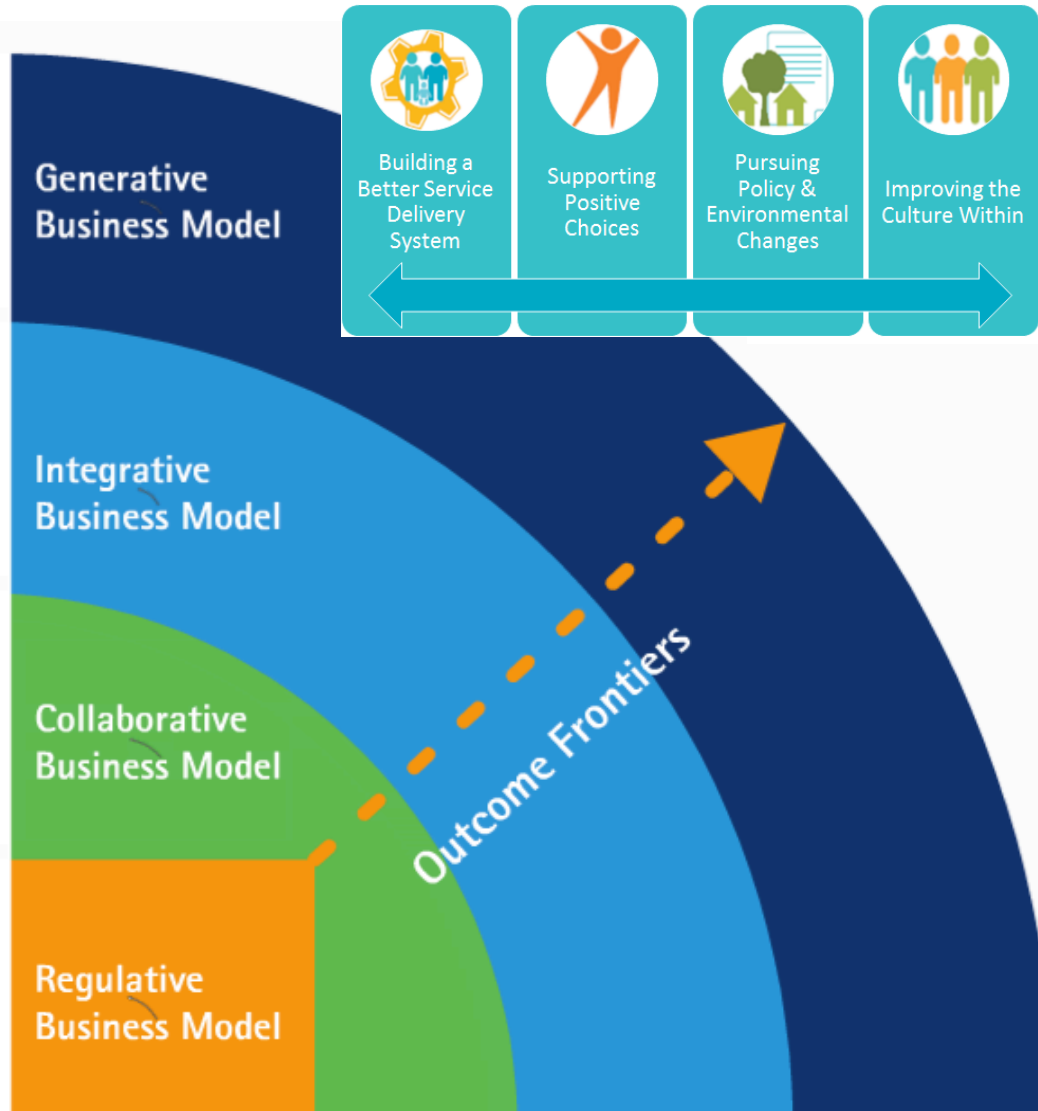 Building a
Better Service
Delivery
System
Supporting
Positive
Choices
Pursuing
Policy &
Environmental
Changes
Improving the
Culture Within
Generative
Business Model
Integrative
Business Model
Collaborative
Business Model
Regulative
Business Model
Outcome Frontiers